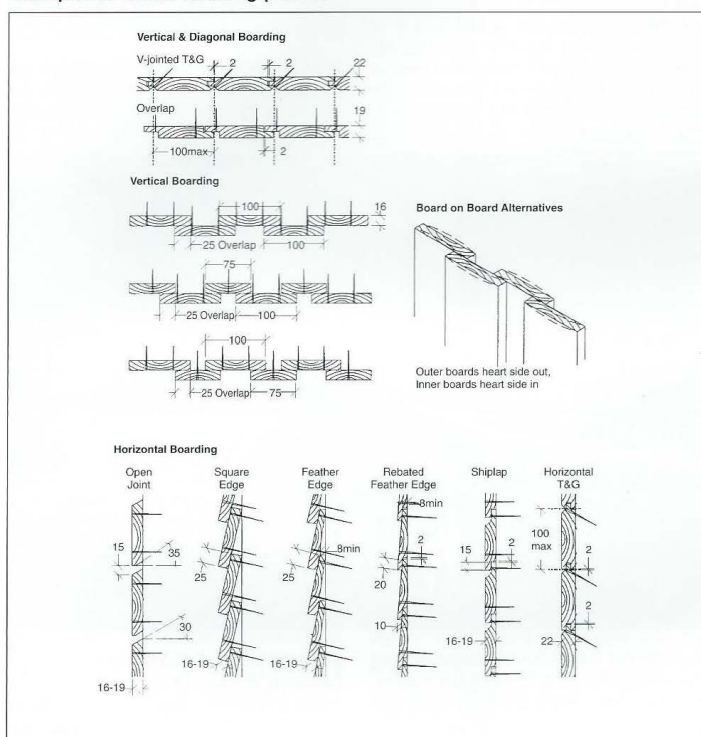 Vertical & Diagonal Boarding
V-jointed T&G
2
2
22
Overlap
19
100max
2
Vertical Boarding
100
16
25 Overlap
100
75
25 Overlap
100
100
25 Overlap
75
Board on Board Alternatives
Outer boards heart side out,
Inner boards heart side in
Horizontal Boarding
Open
Joint
Square
Edge
Feather
Edge
Rebated
Feather Edge
Shiplap
Horizontal
T&G
15
35
30
16-19
25
16-19
8min
25
16-19
8min
2
20
10
15
2
16-19
100
max
2
2
22